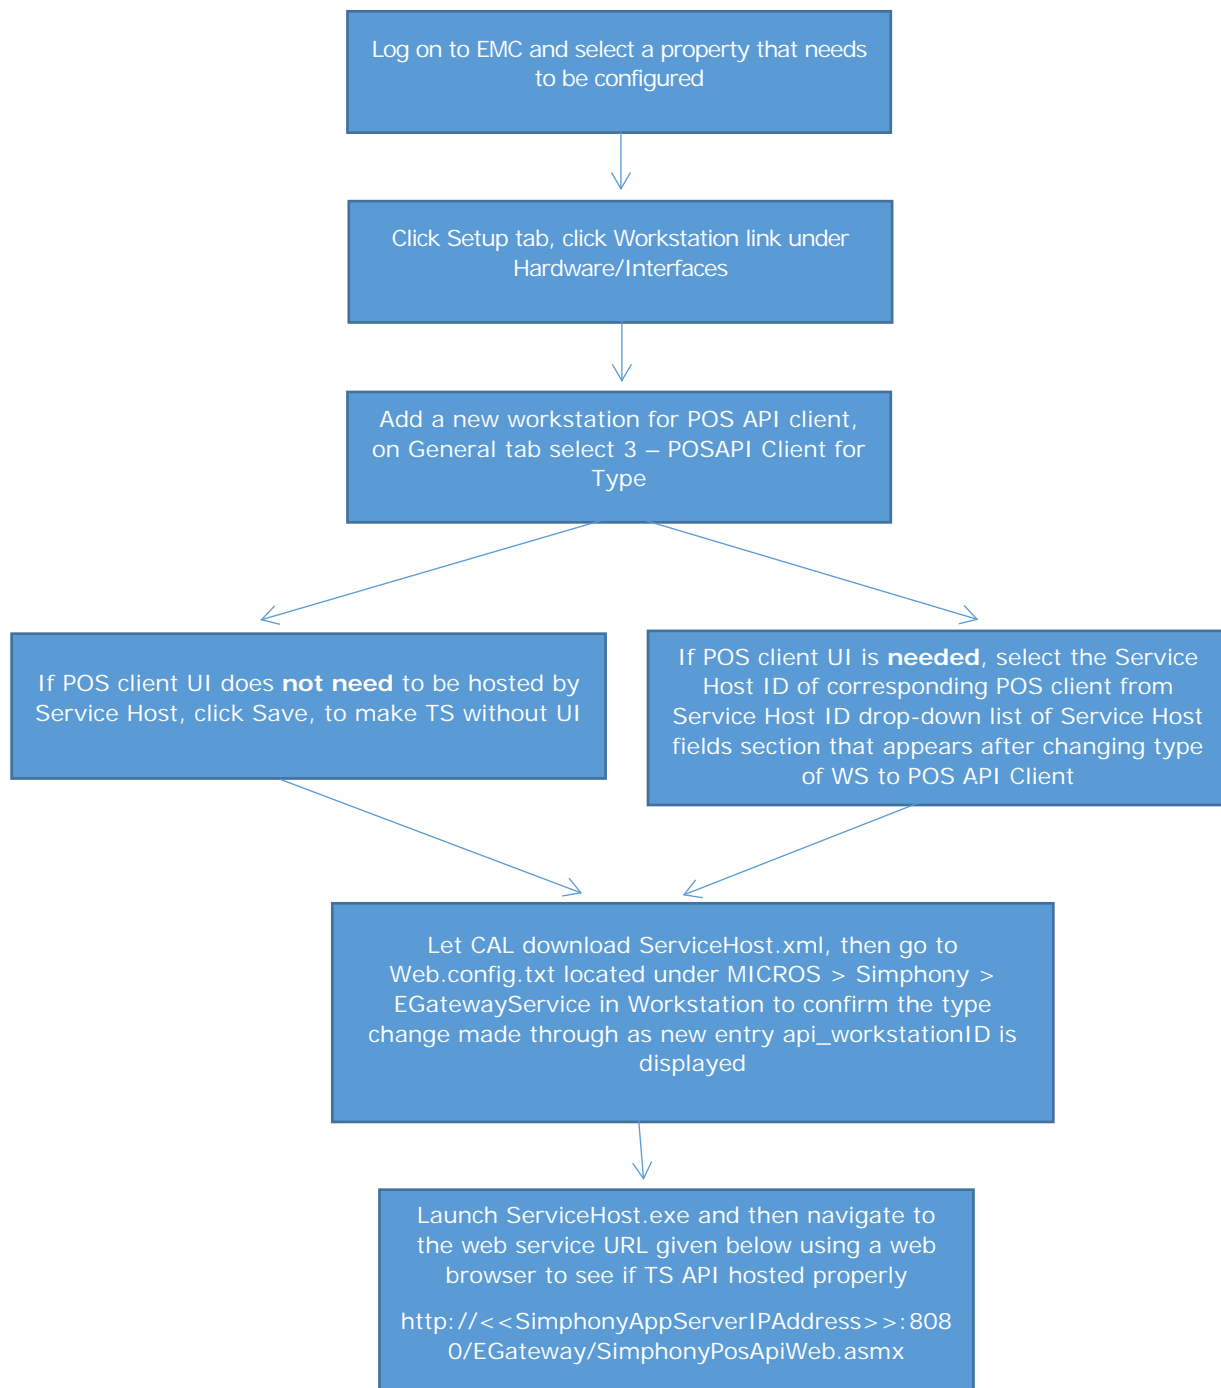 Log on to EMC and select a property that needs
to be configured
Click Setup tab, click Workstation link under
Hardware/Interfaces
Add a new workstation for POS API client,
on General tab select 3 – POSAPI Client for
Type
If POS client UI does not need to be hosted by
Service Host, click Save, to make TS without UI
If POS client UI is needed, select the Service
Host ID of corresponding POS client from
Service Host ID drop-down list of Service Host
fields section that appears after changing type
of WS to POS API Client
Let CAL download ServiceHost.xml, then go to
Web.config.txt located under MICROS > Simphony >
EGatewayService in Workstation to confirm the type
change made through as new entry api_workstationID is
displayed
Launch ServiceHost.exe and then navigate to
the web service URL given below using a web
browser to see if TS API hosted properly
http://<<SimphonyAppServerIPAddress>>:808
0/EGateway/SimphonyPosApiWeb.asmx